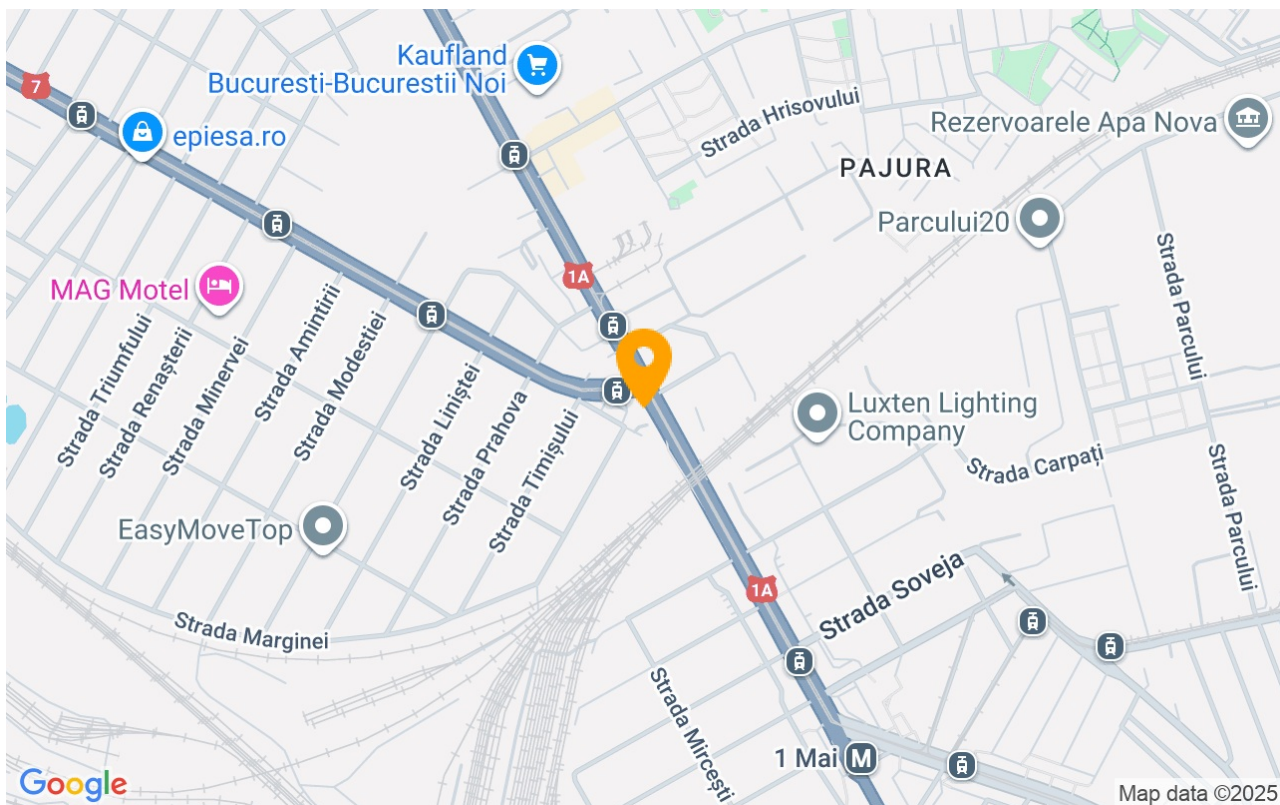 Kaufland
Bucuresti-Bucurestii Noi
7
epiesa.ro
Strada Hrisovului
Rezervoarele Apa Nova
PAJURA
Parcului20
1A
MAG Motel
Strada Parcului
Strada Triumfului
Strada Renașterii
Strada Minervei
Strada Amintirii
Strada Modestiei
Strada Liniștei
Strada Prahova
Strada Timișului
Luxten Lighting
Company
Strada Carpați
Strada Parcului
EasyMoveTop
1A
Strada Soveja
Strada Marginei
Strada Mircești
1 Mai M
Google
Map data ©2025